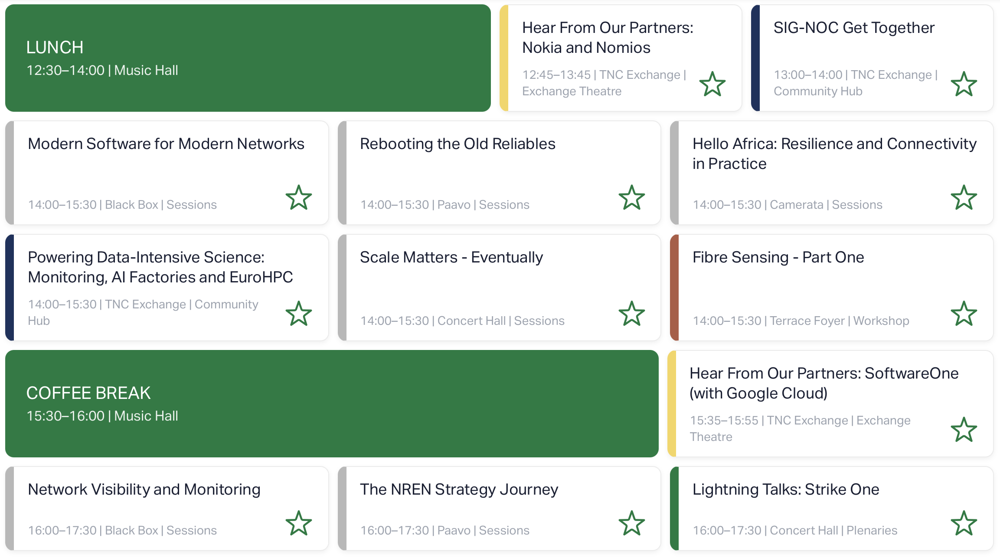 LUNCH
12:30–14:00 | Music Hall
Hear From Our Partners:
Nokia and Nomios
12:45–13:45 | TNC Exchange |
Exchange Theatre
SIG-NOC Get Together
13:00–14:00 | TNC Exchange |
Community Hub
Modern Software for Modern Networks
14:00–15:30 | Black Box | Sessions
Rebooting the Old Reliables
14:00–15:30 | Paavo | Sessions
Hello Africa: Resilience and Connectivity
in Practice
14:00–15:30 | Camerata | Sessions
Powering Data-Intensive Science:
Monitoring, AI Factories and EuroHPC
14:00–15:30 | TNC Exchange | Community
Hub
Scale Matters - Eventually
14:00–15:30 | Concert Hall | Sessions
Fibre Sensing - Part One
14:00–15:30 | Terrace Foyer | Workshop
COFFEE BREAK
15:30–16:00 | Music Hall
Hear From Our Partners: SoftwareOne
(with Google Cloud)
15:35–15:55 | TNC Exchange | Exchange
Theatre
Network Visibility and Monitoring
16:00–17:30 | Black Box | Sessions
The NREN Strategy Journey
16:00–17:30 | Paavo | Sessions
Lightning Talks: Strike One
16:00–17:30 | Concert Hall | Plenaries